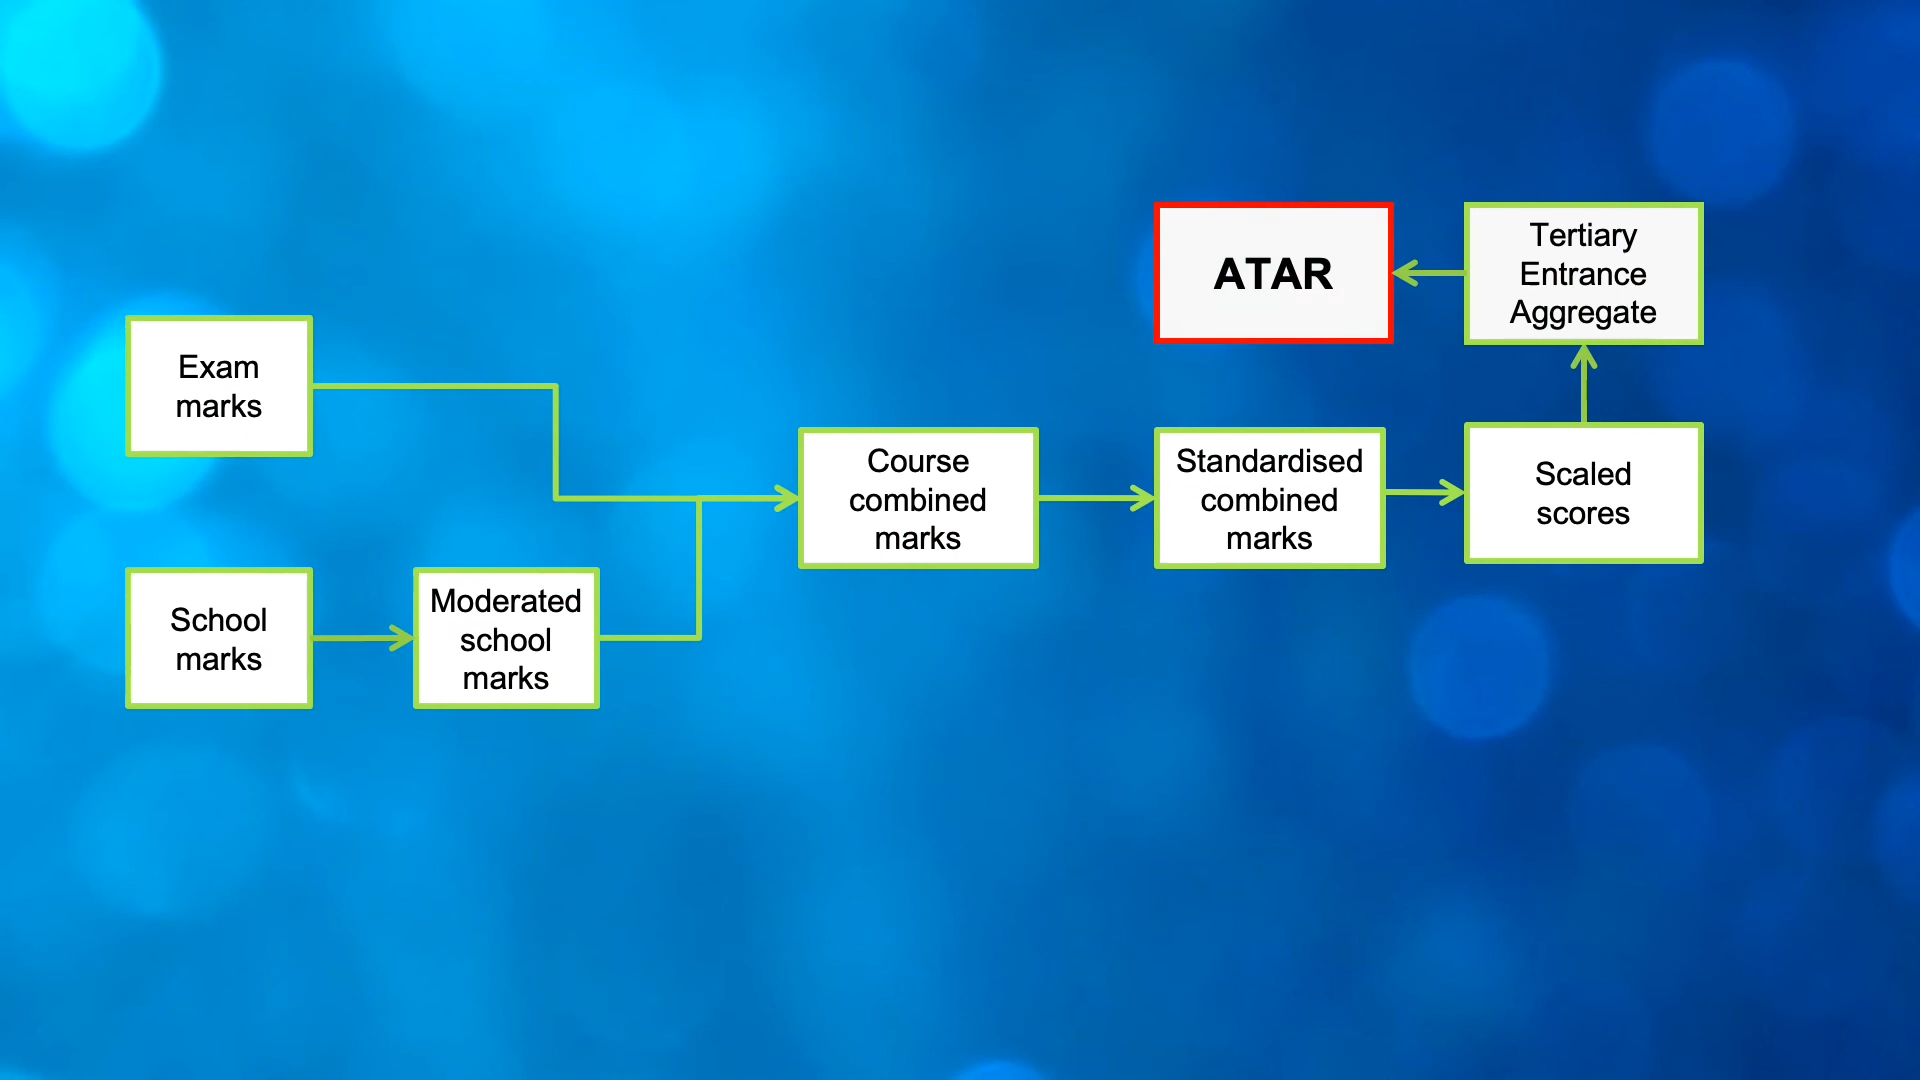 Exam
marks
School
marks
Moderated
school
marks
Course
combined
marks
Standardised
combined
marks
Scaled
scores
Tertiary
Entrance
Aggregate
ATAR